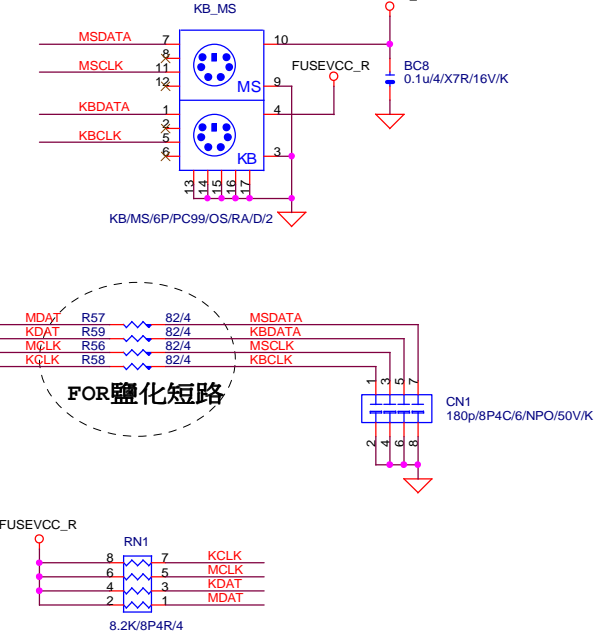 KB_MS
MSDATA 7 10
8
MSCLK 11 FUSEVCC_R BC8
12 MS 9 0.1u/4/X7R/16V/K
KBDATA 1 4
2
KBCLK 5
6 KB 3
13 14 15 16 17
KB/MS/6P/PC99/OS/RA/D/2
MDAT R57 82/4 MSDATA
KDAT R59 82/4 KBDATA
MCLK R56 82/4 MSCLK
KCLK R58 82/4 KBCLK
FOR鹽化短路
1 3 5 7
CN1
180p/8P4C/6/NPO/50V/K
2 4 6 8
FUSEVCC_R
RN1
8 7 KCLK
6 5 MCLK
4 3 KDAT
2 1 MDAT
8.2K/8P4R/4